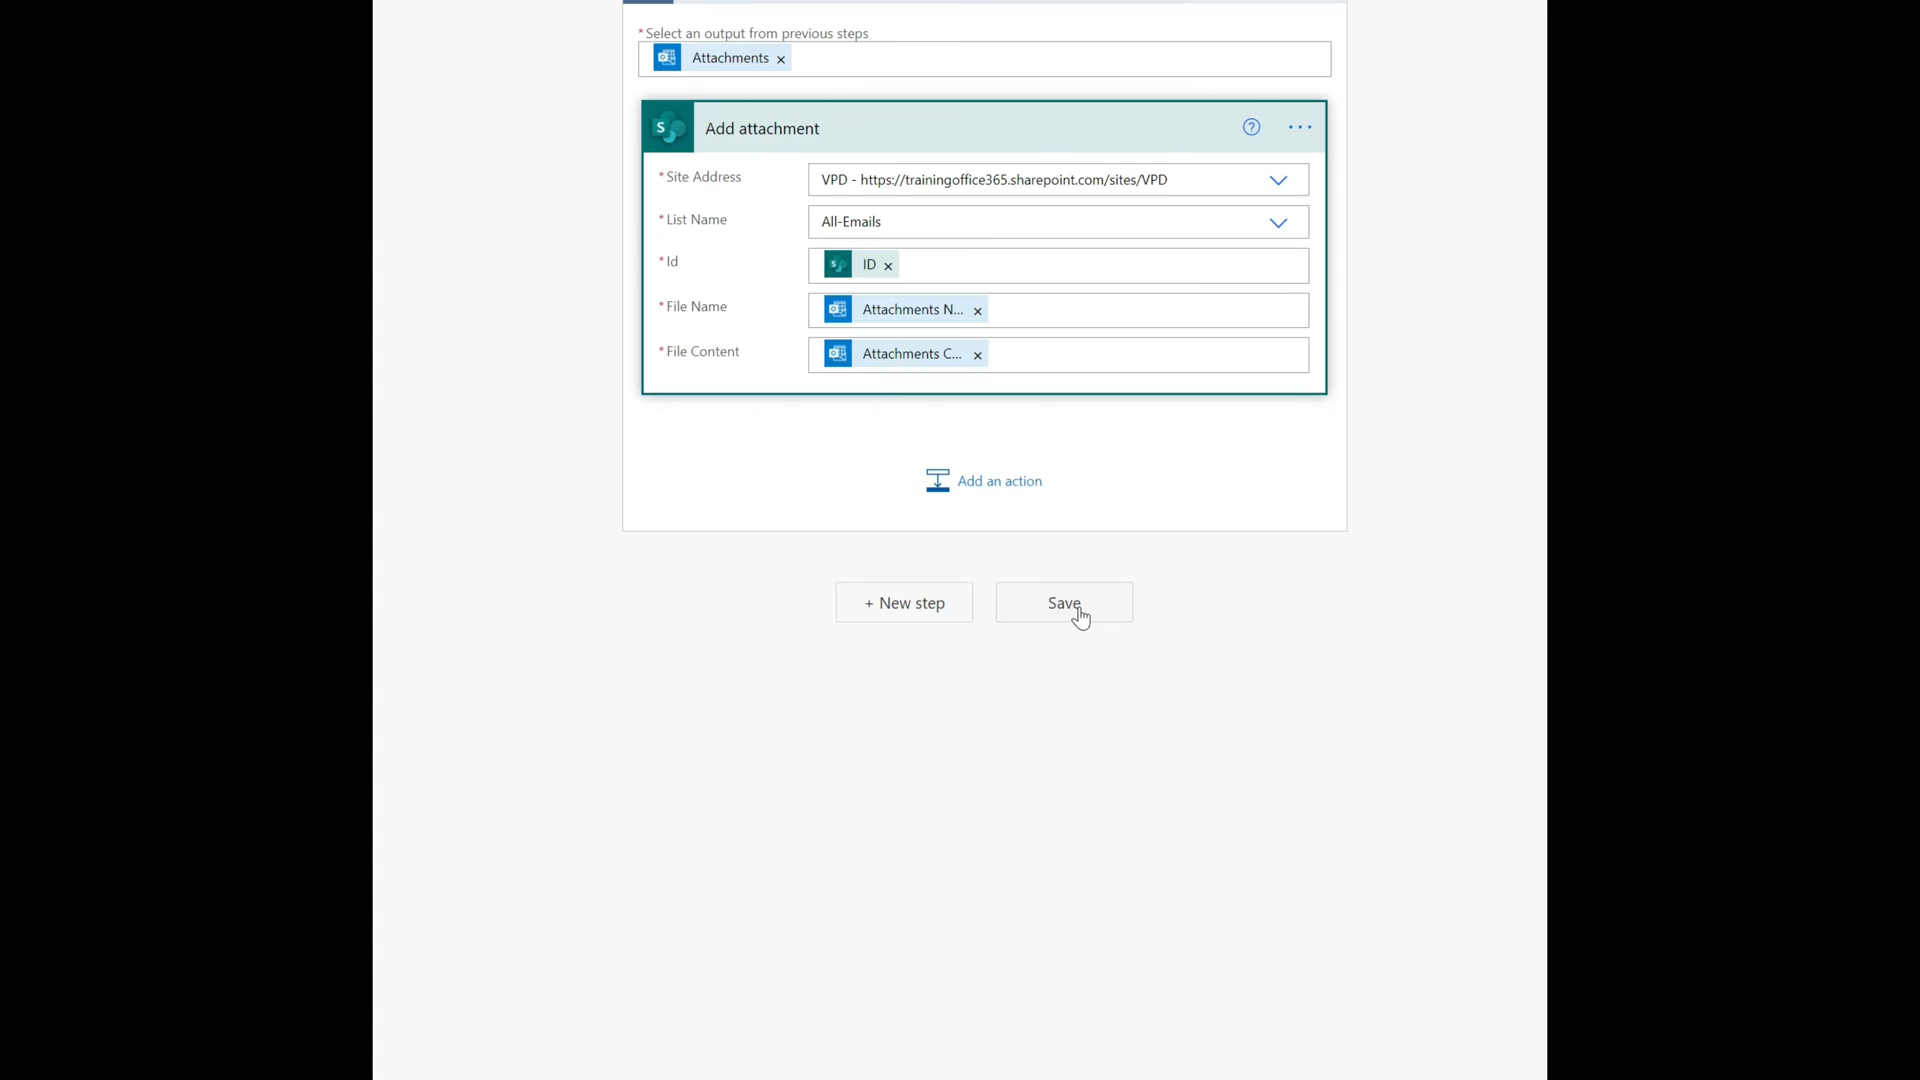 * Select an output from previous steps
Attachments ×
Add attachment
* Site Address
VPD - https://trainingoffice365.sharepoint.com/sites/VPD
* List Name
All-Emails
* Id
ID ×
* File Name
Attachments N... ×
* File Content
Attachments C... ×
Add an action
+ New step
Save